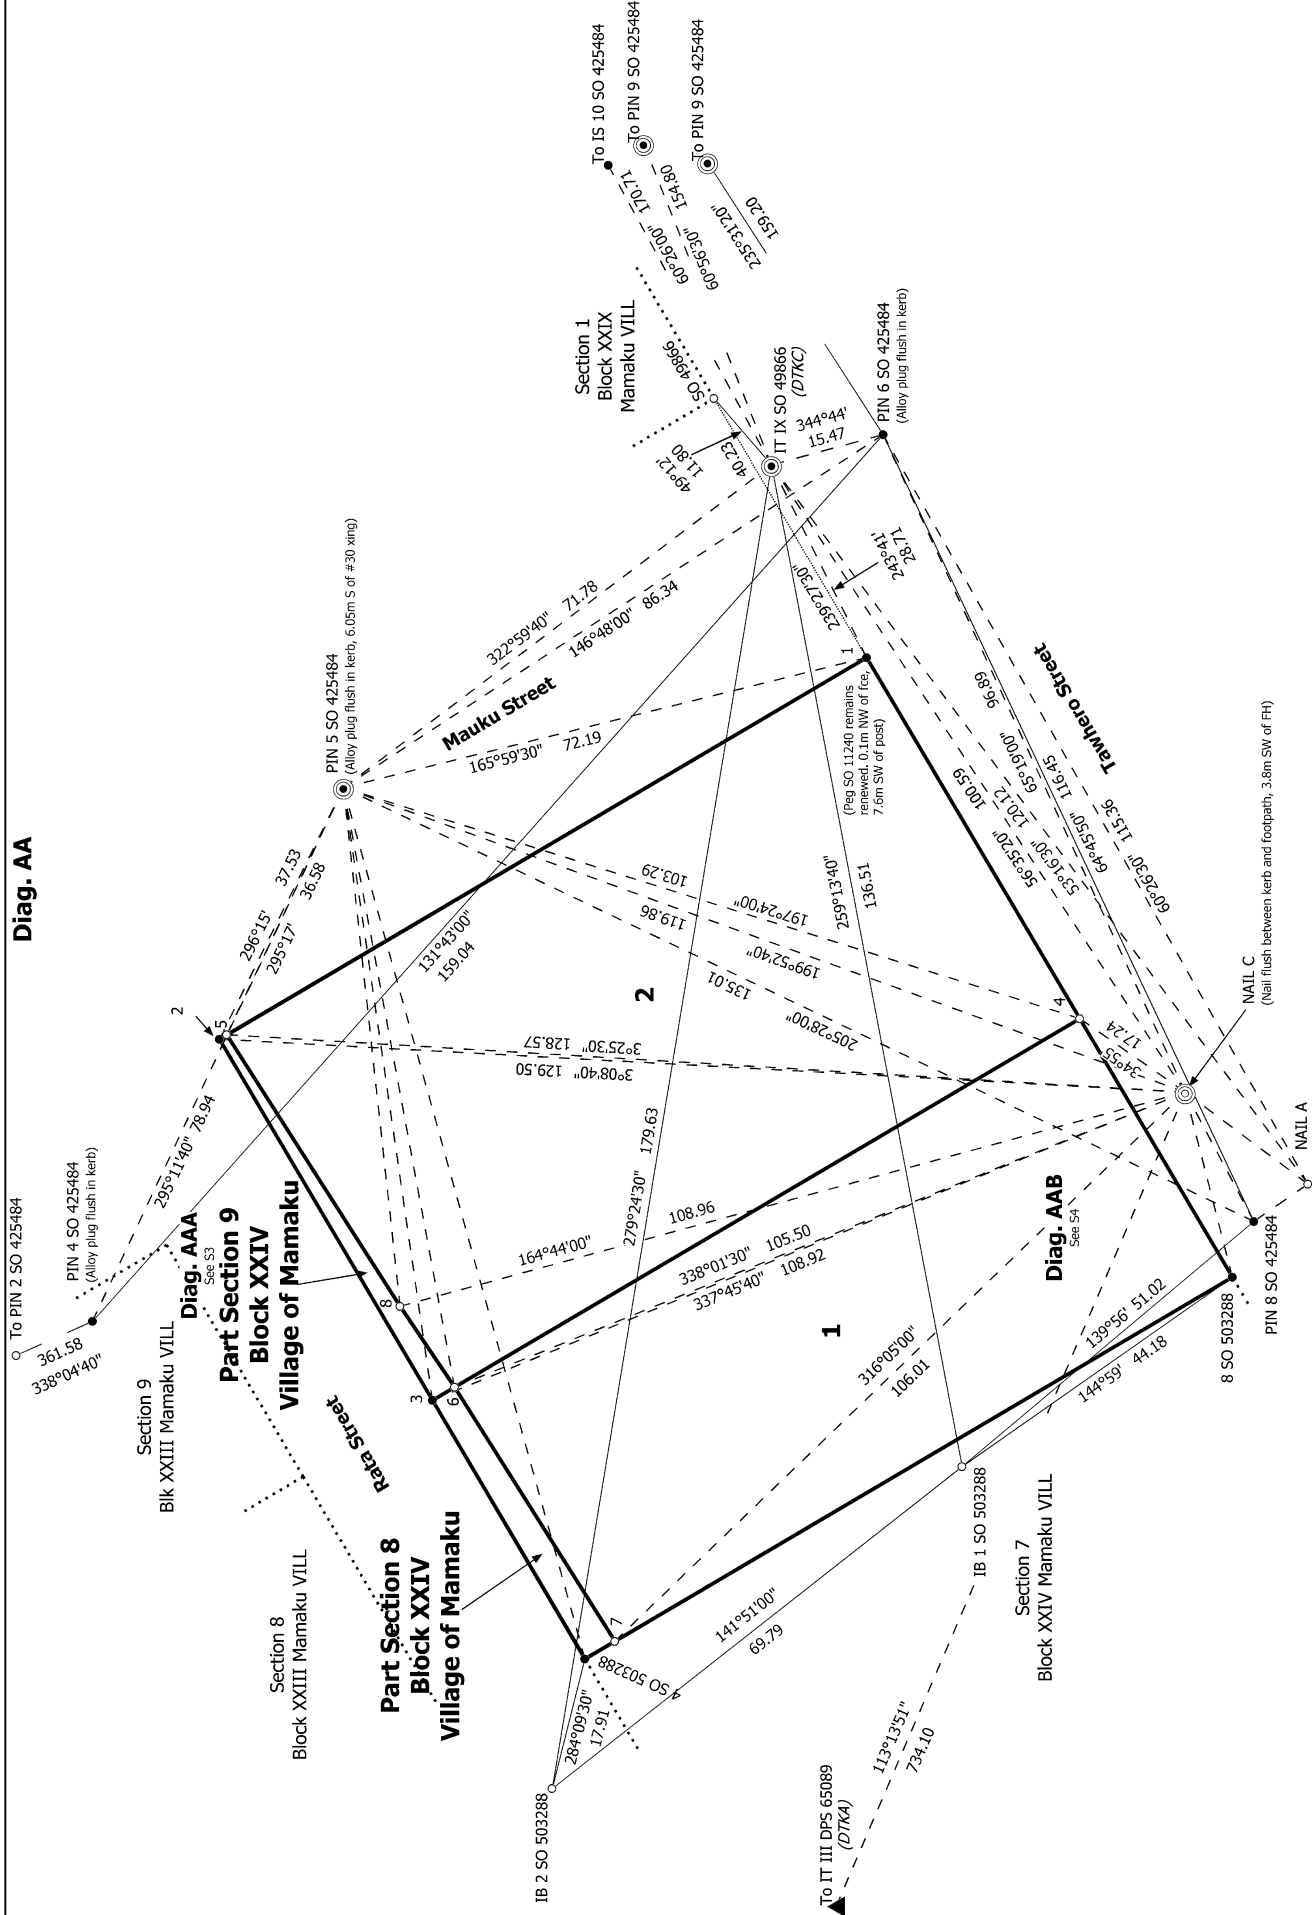 Diag. AA
To PIN 2 SO 425484
361.58
338°04'40"
PIN 4 SO 425484
(Alloy plug flush in kerb)
295°11'40" 78.94
2
5
296°15'
37.53
295°17'
36.58
PIN 5 SO 425484
(Alloy plug flush in kerb, 6.05m S of #30 xing)
131°43'00"
159.04
Mauku Street
322°59'40" 71.78
146°48'00" 86.34
165°59'30" 72.19
Section 1
Block XXIX
Mamaku VILL
To IS 10 SO 425484
60°26'00" 170.71
To PIN 9 SO 425484
60°56'30" 154.80
To PIN 9 SO 425484
235°31'20"
159.20
SO 49866
49°12'
11.80
40.23
IT IX SO 49866
(DTKC)
344°44'
15.47
PIN 6 SO 425484
(Alloy plug flush in kerb)
239°27'30"
243°41'
28.71
1
(Peg SO 11240 remains
renewed. 0.1m NW of fce,
7.6m SW of post)
Section 9
Blk XXIII Mamaku VILL
Diag. AAA
See S3
Part Section 9
Block XXIV
Village of Mamaku
8
3
6
Rata Street
Section 8
Block XXIII Mamaku VILL
Part Section 8
Block XXIV
Village of Mamaku
7
4 SO 503288
284°09'30"
17.91
IB 2 SO 503288
2
3°25'30" 128.57
3°08'40" 129.50
279°24'30" 179.63
103.29
197°24'00"
119.86
199°52'40"
135.01
205°28'00"
259°13'40"
136.51
164°44'00" 108.96
338°01'30" 105.50
337°45'40" 108.92
1
316°05'00"
106.01
141°51'00"
69.79
IB 1 SO 503288
Section 7
Block XXIV Mamaku VILL
To IT III DPS 65089
(DTKA)
113°13'51"
734.10
139°56' 51.02
144°59' 44.18
Diag. AAB
See S4
4
34°55'
17.24
8 SO 503288
PIN 8 SO 425484
NAIL A
NAIL C
(Nail flush between kerb and footpath, 3.8m SW of FH)
Tawhero Street
56°35'20" 100.59
53°16'30" 120.12
65°19'00" 96.89
64°45'50" 116.45
60°26'30" 115.36